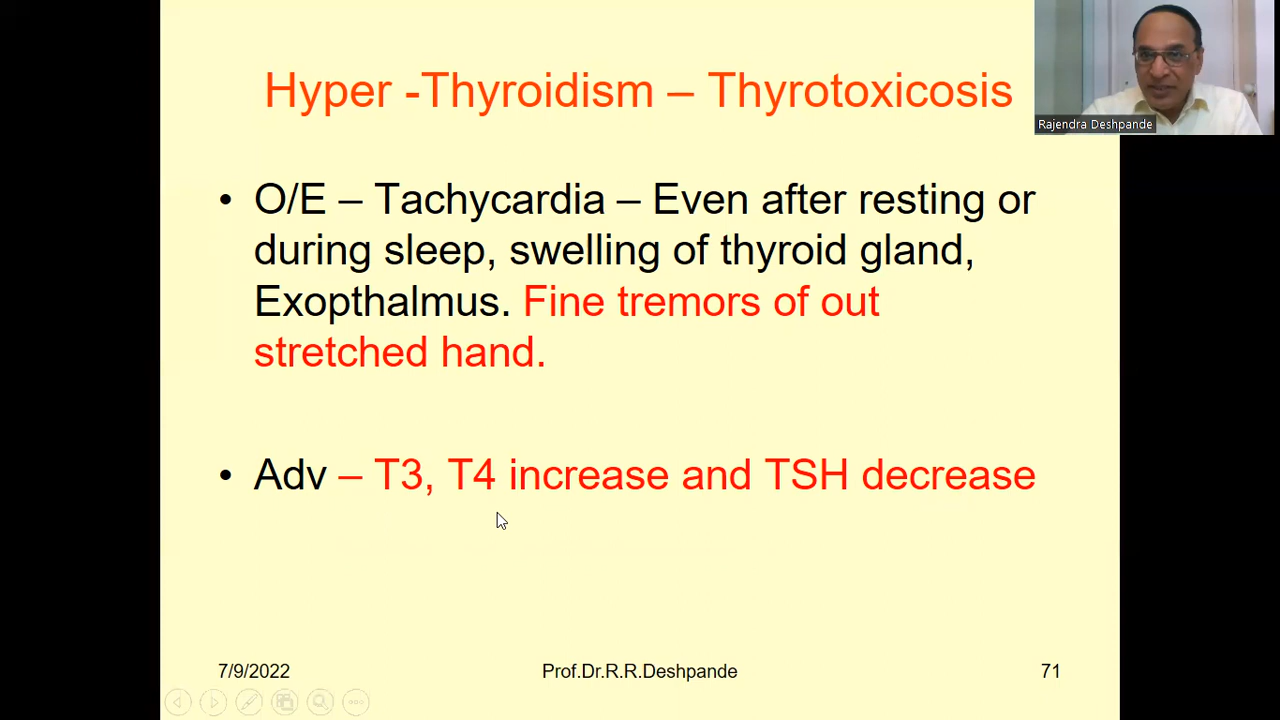 Hyper -Thyroidism – Thyrotoxicosis
Rajendra Deshpande
• O/E – Tachycardia – Even after resting or
during sleep, swelling of thyroid gland,
Exopthalmus. Fine tremors of out
stretched hand.
• Adv – T3, T4 increase and TSH decrease
7/9/2022
Prof.Dr.R.R.Deshpande
71